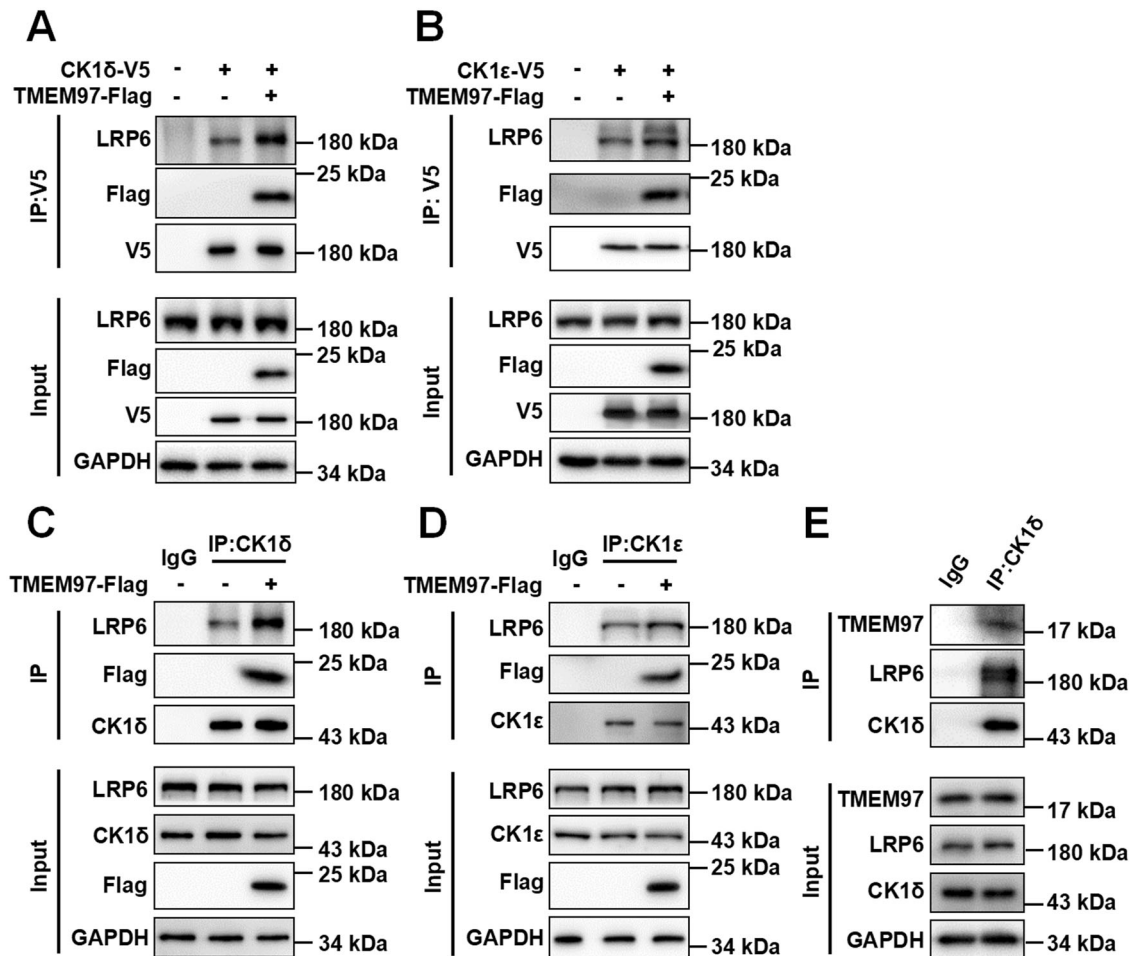 A
CK1δ-V5 - + +
TMEM97-Flag - - +
IP:V5
LRP6 180 kDa
25 kDa
Flag
V5 180 kDa
Input
LRP6 180 kDa
25 kDa
Flag
V5 180 kDa
GAPDH 34 kDa
B
CK1ε-V5 - + +
TMEM97-Flag - - +
IP: V5
LRP6 180 kDa
25 kDa
Flag
V5 180 kDa
Input
LRP6 180 kDa
25 kDa
Flag
V5 180 kDa
GAPDH 34 kDa
C
IgG IP:CK1δ
TMEM97-Flag - - +
IP
LRP6 180 kDa
25 kDa
Flag
CK1δ 43 kDa
Input
LRP6 180 kDa
CK1δ 43 kDa
25 kDa
Flag
GAPDH 34 kDa
D
IgG IP:CK1ε
TMEM97-Flag - - +
IP
LRP6 180 kDa
25 kDa
Flag
CK1ε 43 kDa
Input
LRP6 180 kDa
CK1ε 43 kDa
25 kDa
Flag
GAPDH 34 kDa
E
IgG IP:CK1δ
IP
TMEM97 17 kDa
LRP6 180 kDa
CK1δ 43 kDa
Input
TMEM97 17 kDa
LRP6 180 kDa
CK1δ 43 kDa
GAPDH 34 kDa